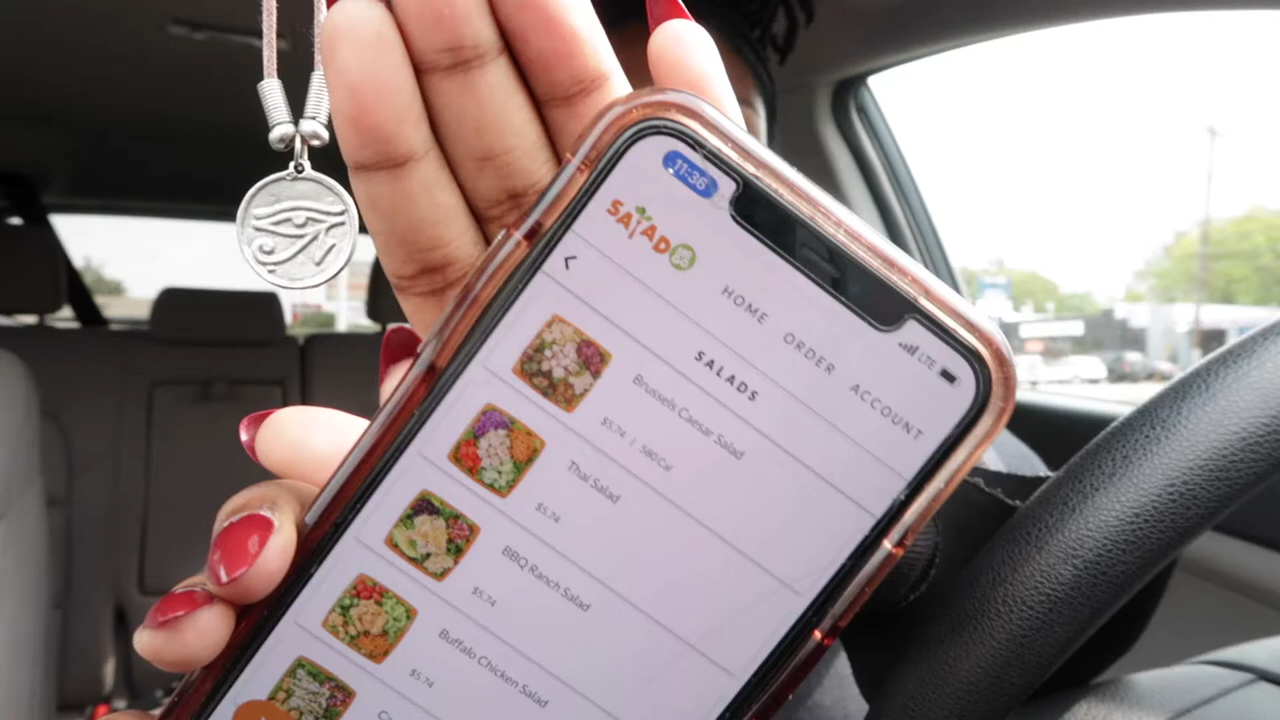 11:36
LTE
SALAD
HOME ORDER ACCOUNT
SALADS
Brussels Caesar Salad
$5.74 | 580 Cal
Thai Salad
$5.74
BBQ Ranch Salad
$5.74
Buffalo Chicken Salad
$5.74